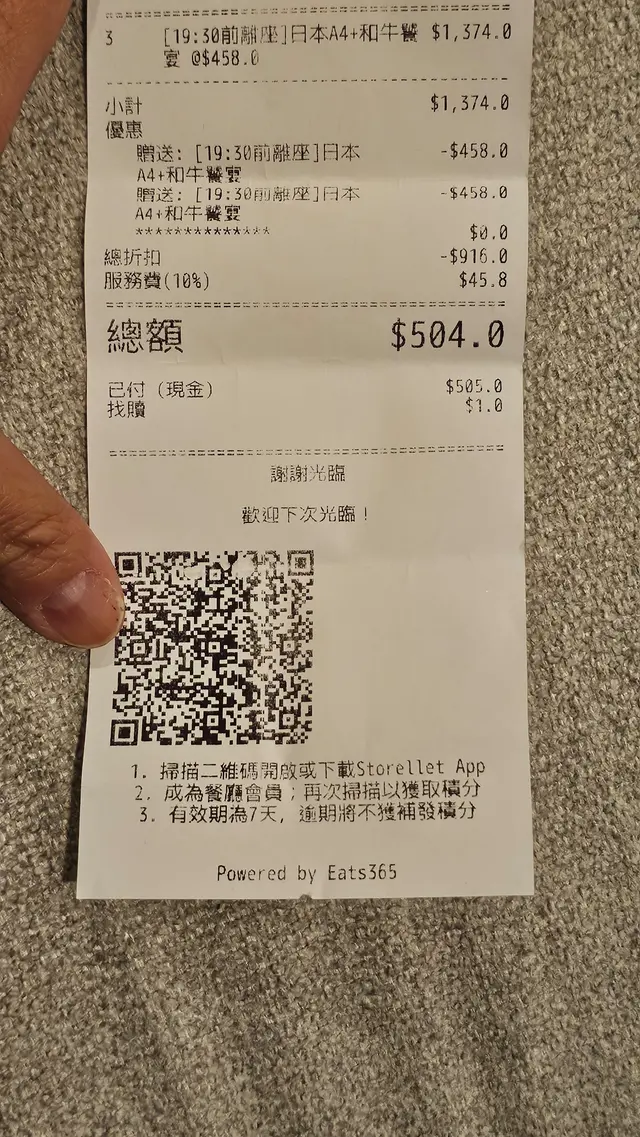 3 [19:30前離座]日本A4+和牛饗 $1,374.0
宴 @$458.0
小計 $1,374.0
優惠
贈送: [19:30前離座]日本 -$458.0
A4+和牛饗宴
贈送: [19:30前離座]日本 -$458.0
A4+和牛饗宴
************** $0.0
總折扣 -$916.0
服務費(10%) $45.8
總額 $504.0
已付 (現金) $505.0
找贖 $1.0
謝謝光臨
歡迎下次光臨！
1. 掃描二維碼開啟或下載Storellet App
2. 成為餐廳會員；再次掃描以獲取積分
3. 有效期為7天, 逾期將不獲補發積分
Powered by Eats365